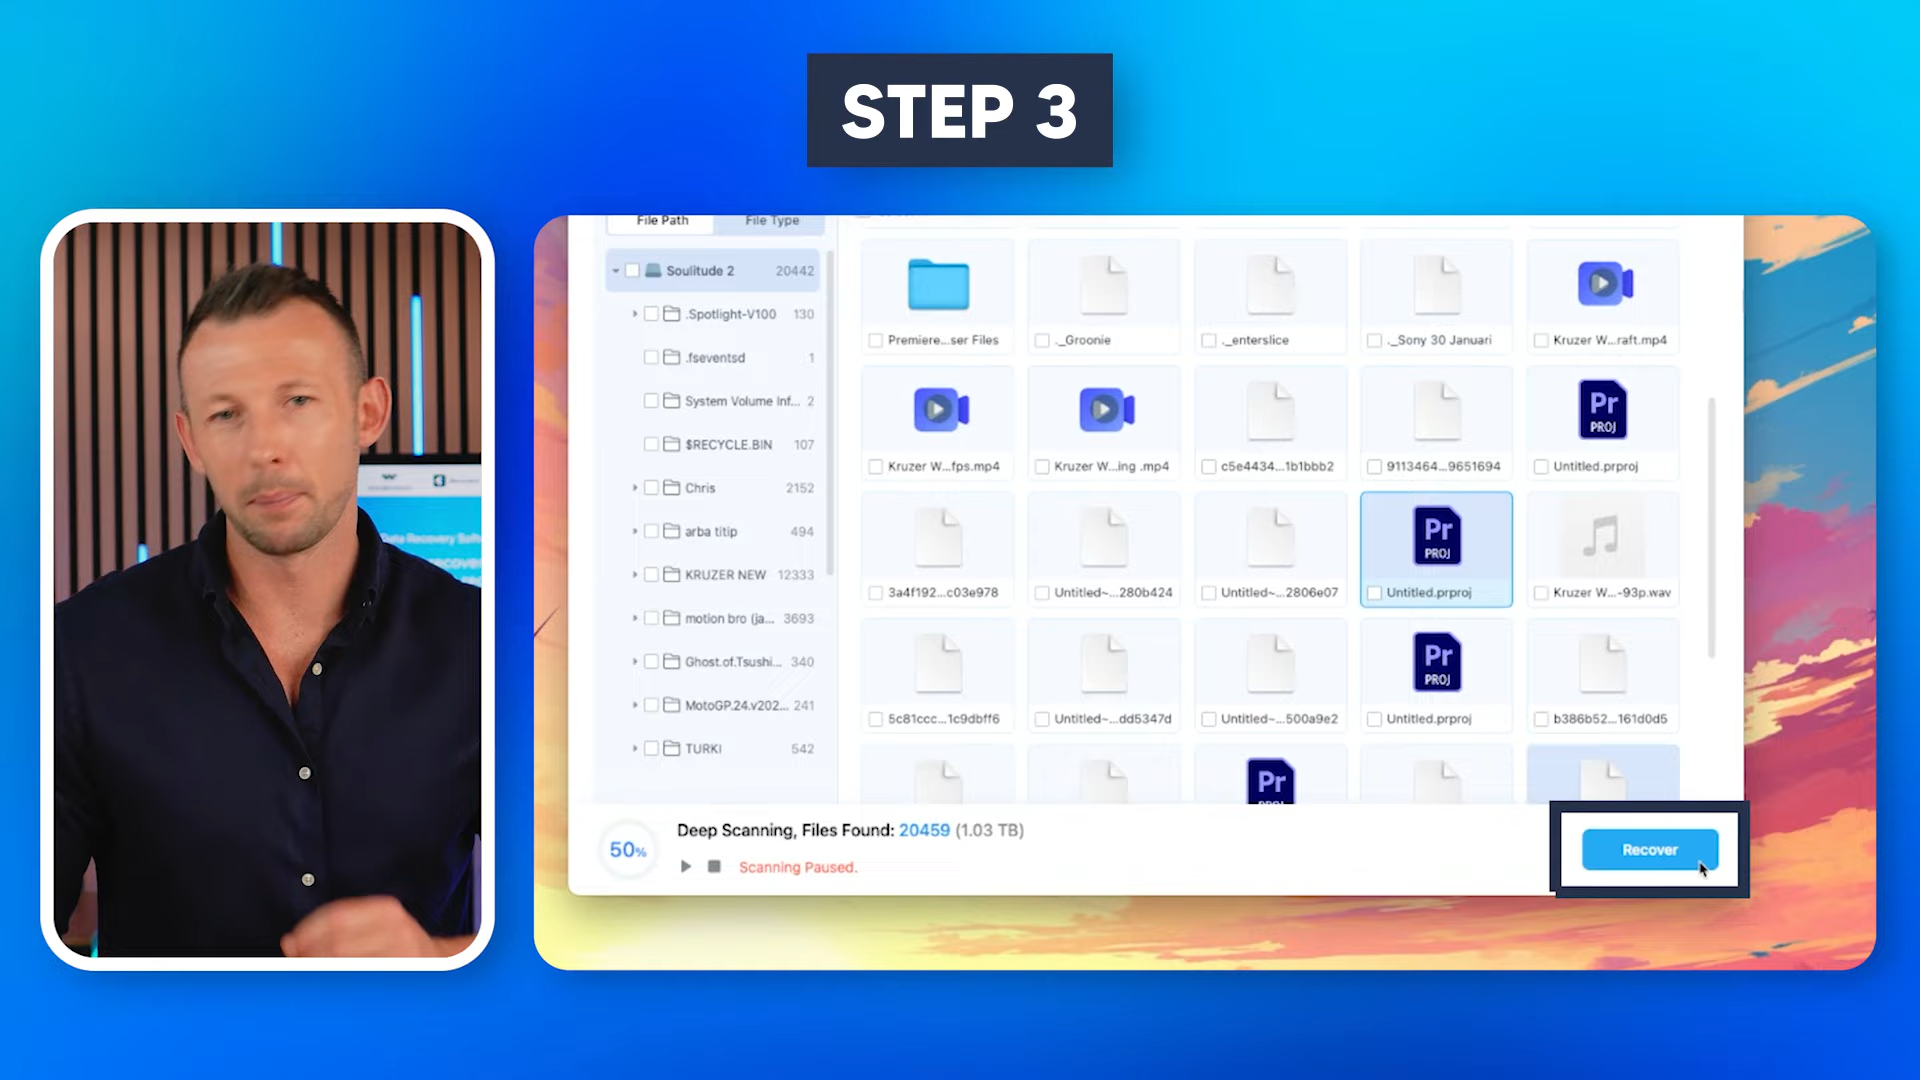 STEP 3
File Path
File Type
Soulitude 2 20442
.Spotlight-V100 130
.fseventsd 1
System Volume Inf... 2
$RECYCLE.BIN 107
Chris 2152
arba titip 494
KRUZER NEW 12333
motion bro (ja... 3693
Ghost.of.Tsushi... 340
MotoGP.24.v202... 241
TURKI 542
Premiere...ser Files
._Groonie
._enterslice
._Sony 30 Januari
Kruzer W...raft.mp4
Pr
PROJ
Kruzer W...fps.mp4
Kruzer W...ing .mp4
c5e4434...1b1bbb2
9113464...9651694
Untitled.prproj
Pr
PROJ
3a4f192...c03e978
Untitled~...280b424
Untitled~...2806e07
Untitled.prproj
Kruzer W...-93p.wav
Pr
PROJ
5c81ccc...1c9dbff6
Untitled~...dd5347d
Untitled~...500a9e2
Untitled.prproj
b386b52...161d0d5
Pr
PROJ
50%
Deep Scanning, Files Found: 20459 (1.03 TB)
Scanning Paused.
Recover